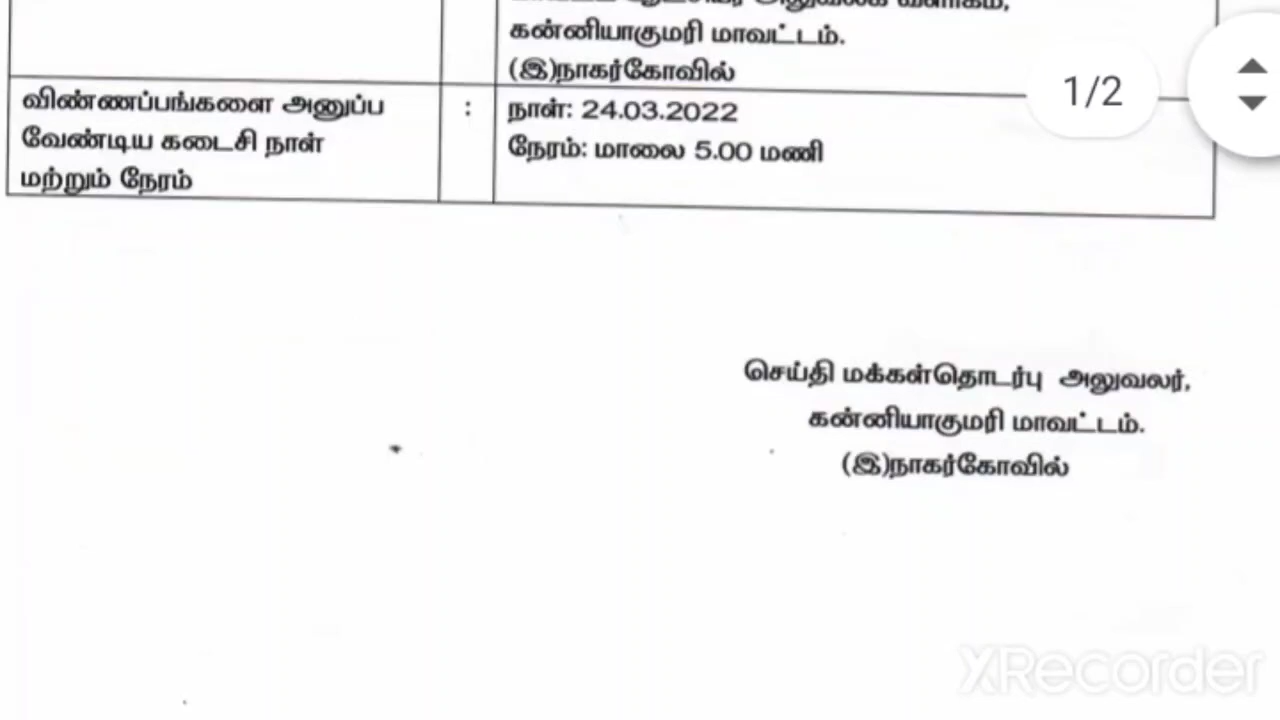 கன்னியாகுமரி மாவட்டம்.
(இ)நாகர்கோவில்
விண்ணப்பங்களை அனுப்ப
வேண்டிய கடைசி நாள்
மற்றும் நேரம்
:
நாள்: 24.03.2022
நேரம்: மாலை 5.00 மணி
1/2
செய்தி மக்கள்தொடர்பு அலுவலர்,
கன்னியாகுமரி மாவட்டம்.
(இ)நாகர்கோவில்
XRecorder